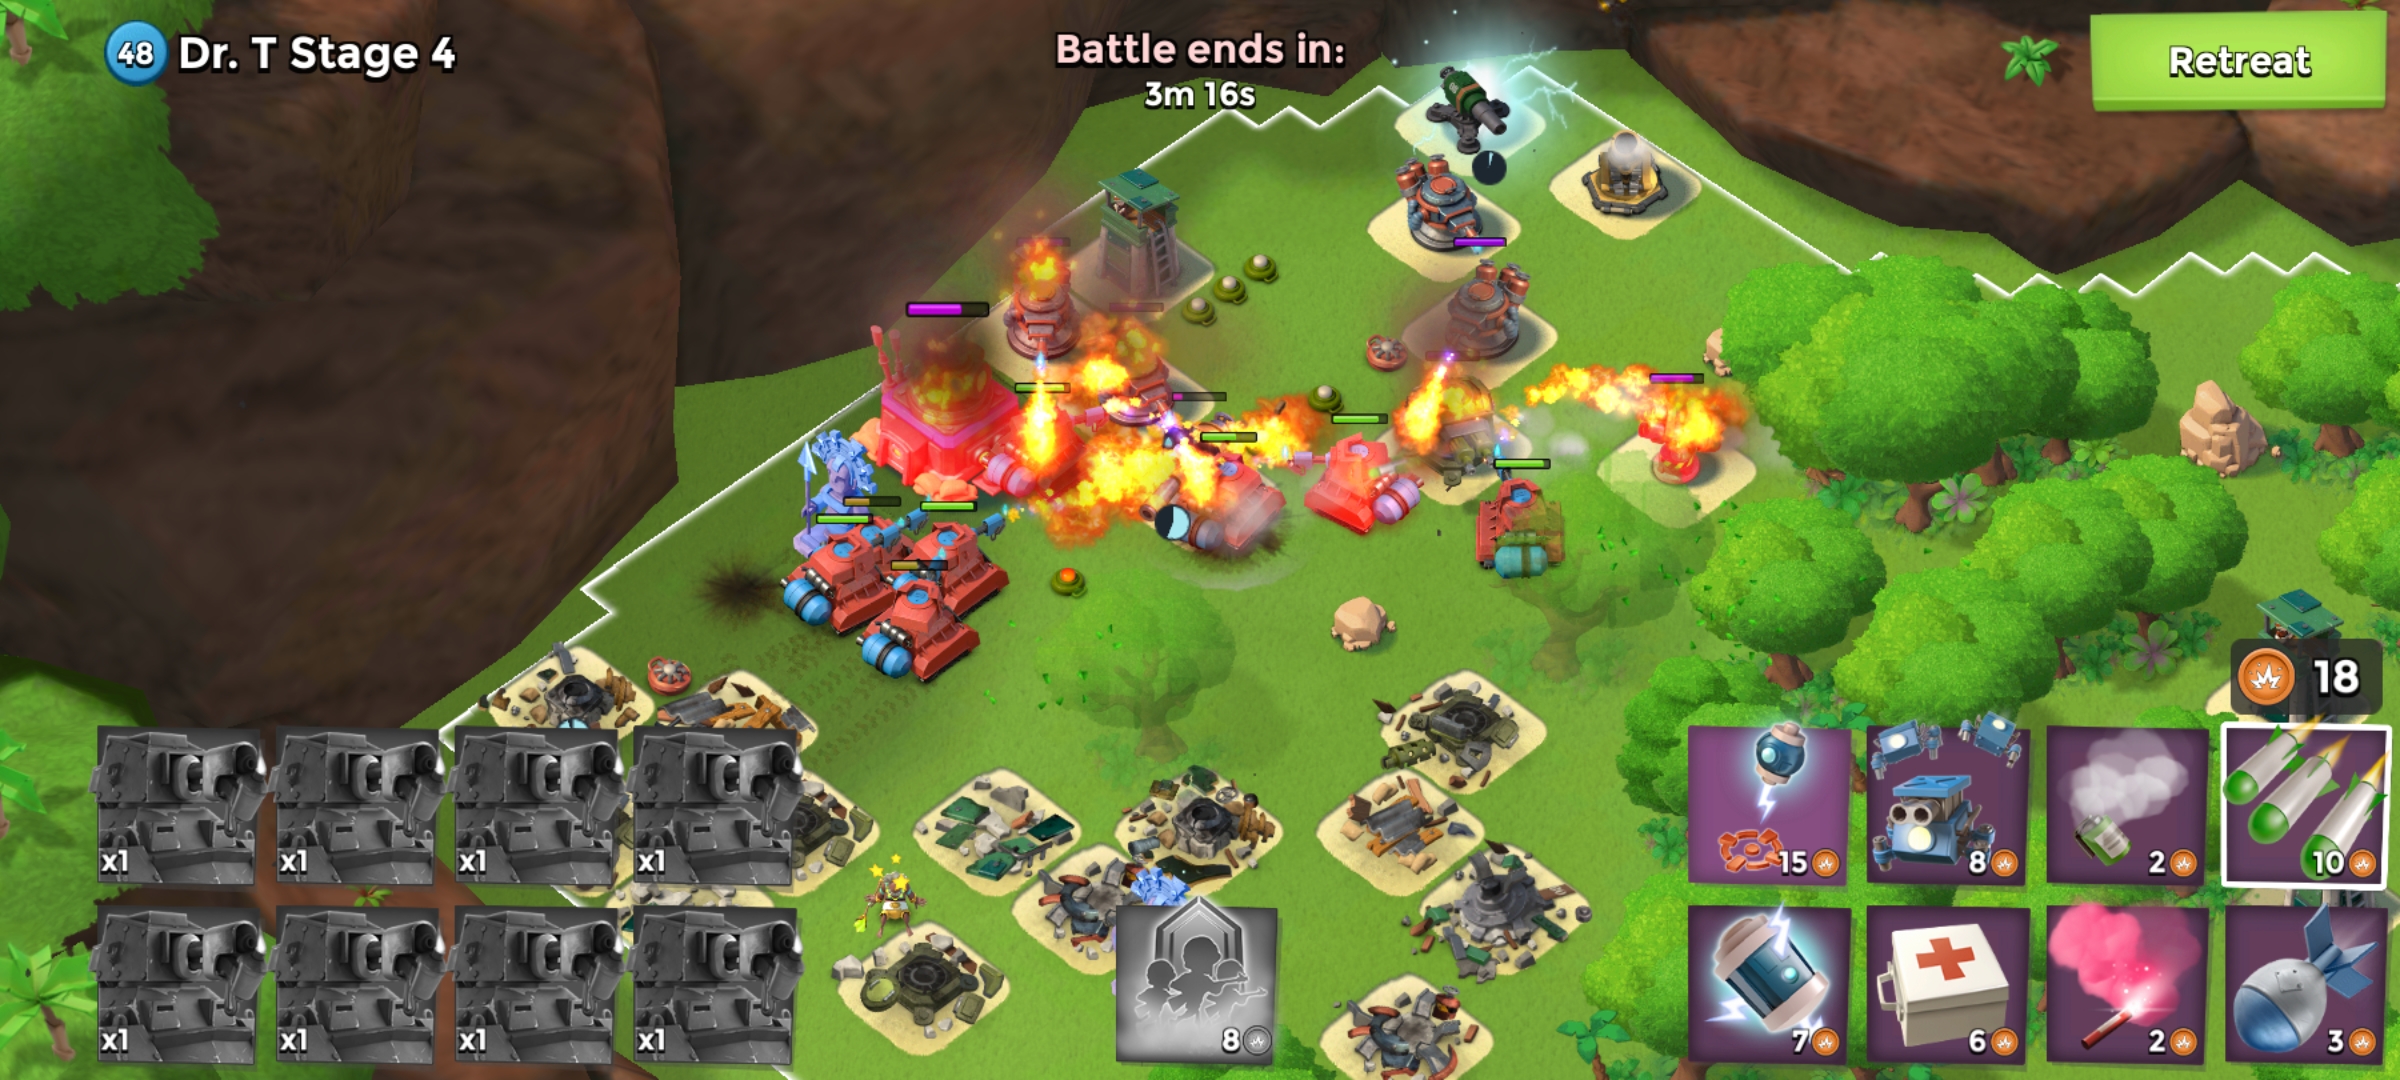 48 Dr. T Stage 4
Battle ends in:
3m 16s
Retreat
18
x1 x1 x1 x1
15 8 2 10
x1 x1 x1 x1
8
7 6 2 3